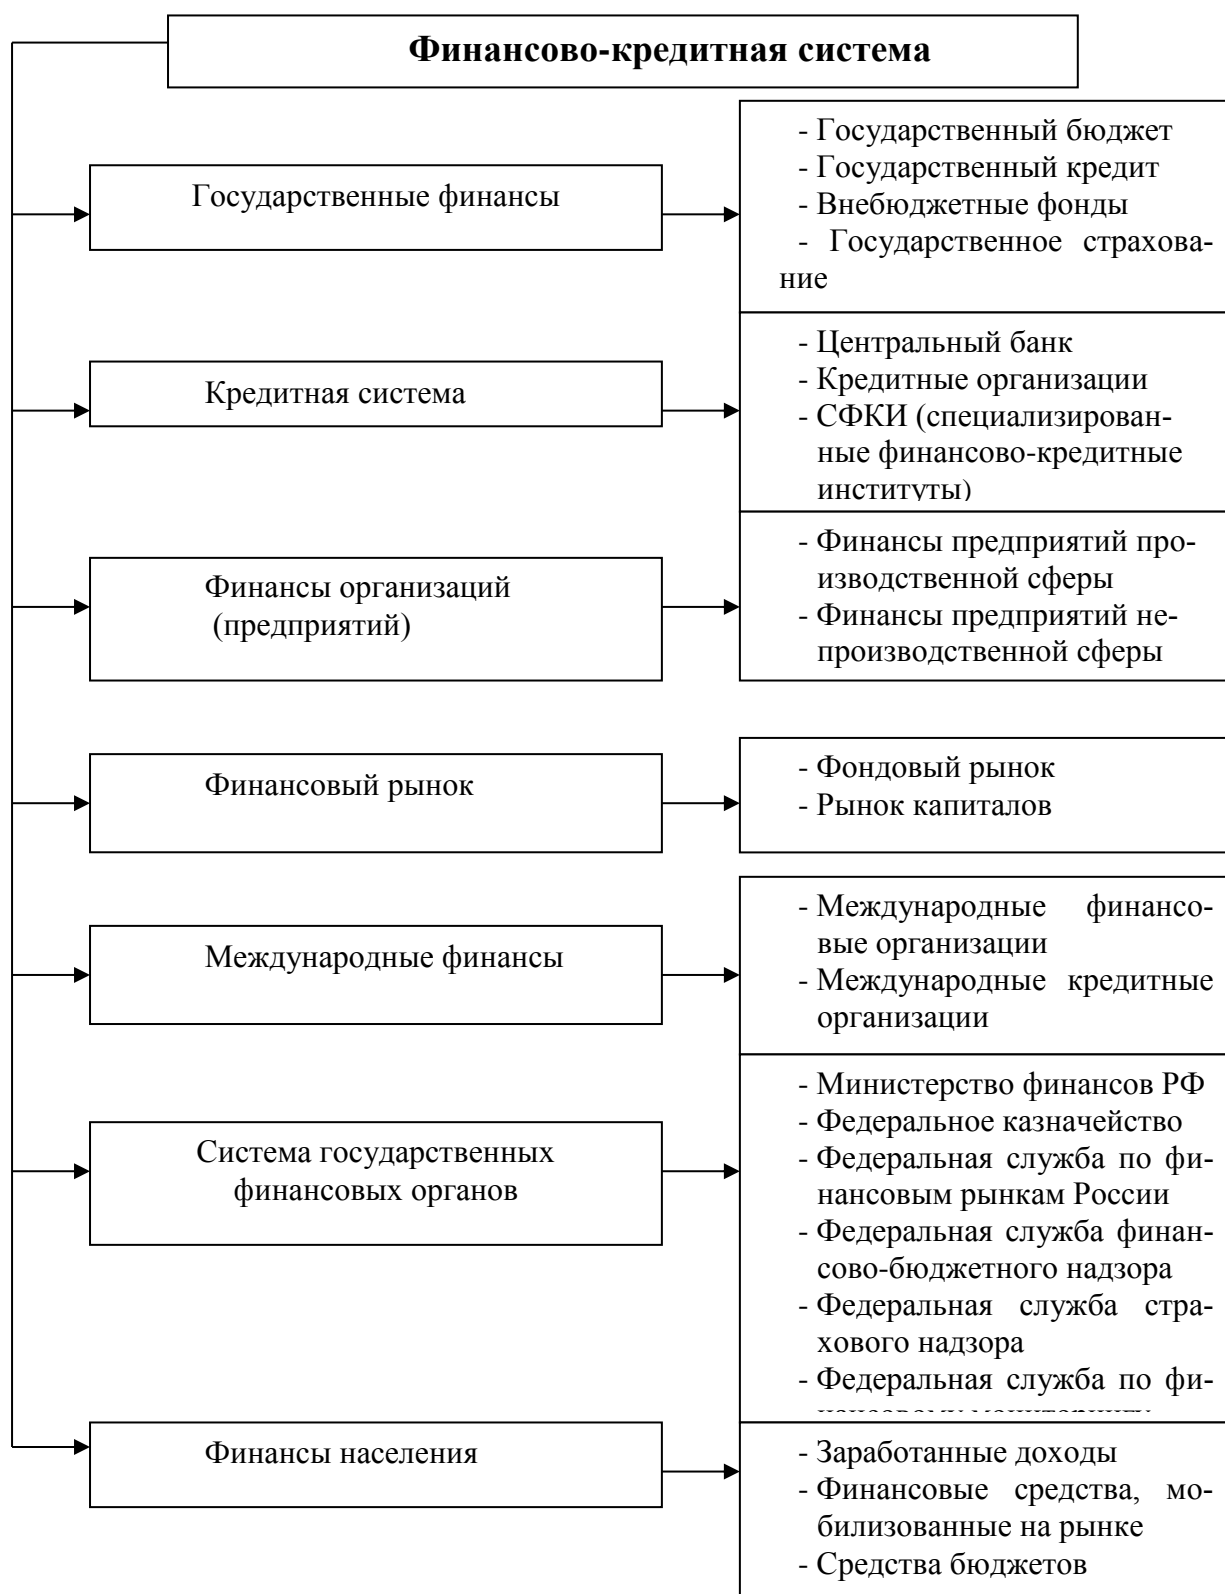 Финансово-кредитная система
Государственные финансы
- Государственный бюджет
- Государственный кредит
- Внебюджетные фонды
- Государственное страхова-
ние
Кредитная система
- Центральный банк
- Кредитные организации
- СФКИ (специализирован-
ные финансово-кредитные
институты)
Финансы организаций
(предприятий)
- Финансы предприятий про-
изводственной сферы
- Финансы предприятий не-
производственной сферы
Финансовый рынок
- Фондовый рынок
- Рынок капиталов
Международные финансы
- Международные финансо-
вые организации
- Международные кредитные
организации
Система государственных
финансовых органов
- Министерство финансов РФ
- Федеральное казначейство
- Федеральная служба по фи-
нансовым рынкам России
- Федеральная служба финан-
сово-бюджетного надзора
- Федеральная служба стра-
хового надзора
- Федеральная служба по фи-
нансовому мониторингу
Финансы населения
- Заработанные доходы
- Финансовые средства, мо-
билизованные на рынке
- Средства бюджетов